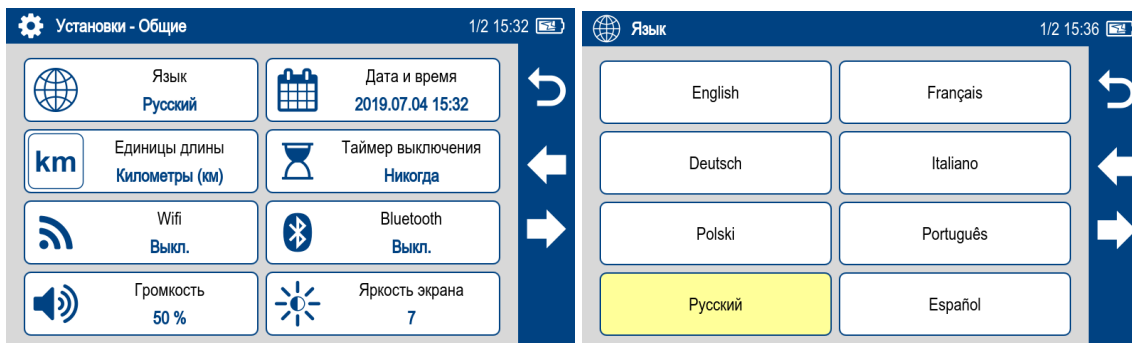 Установки - Общие
1/2 15:32
Язык
Русский
Дата и время
2019.07.04 15:32
km
Единицы длины
Километры (км)
Таймер выключения
Никогда
Wifi
Выкл.
Bluetooth
Выкл.
Громкость
50 %
Яркость экрана
7
Язык
1/2 15:36
English
Français
Deutsch
Italiano
Polski
Português
Русский
Español